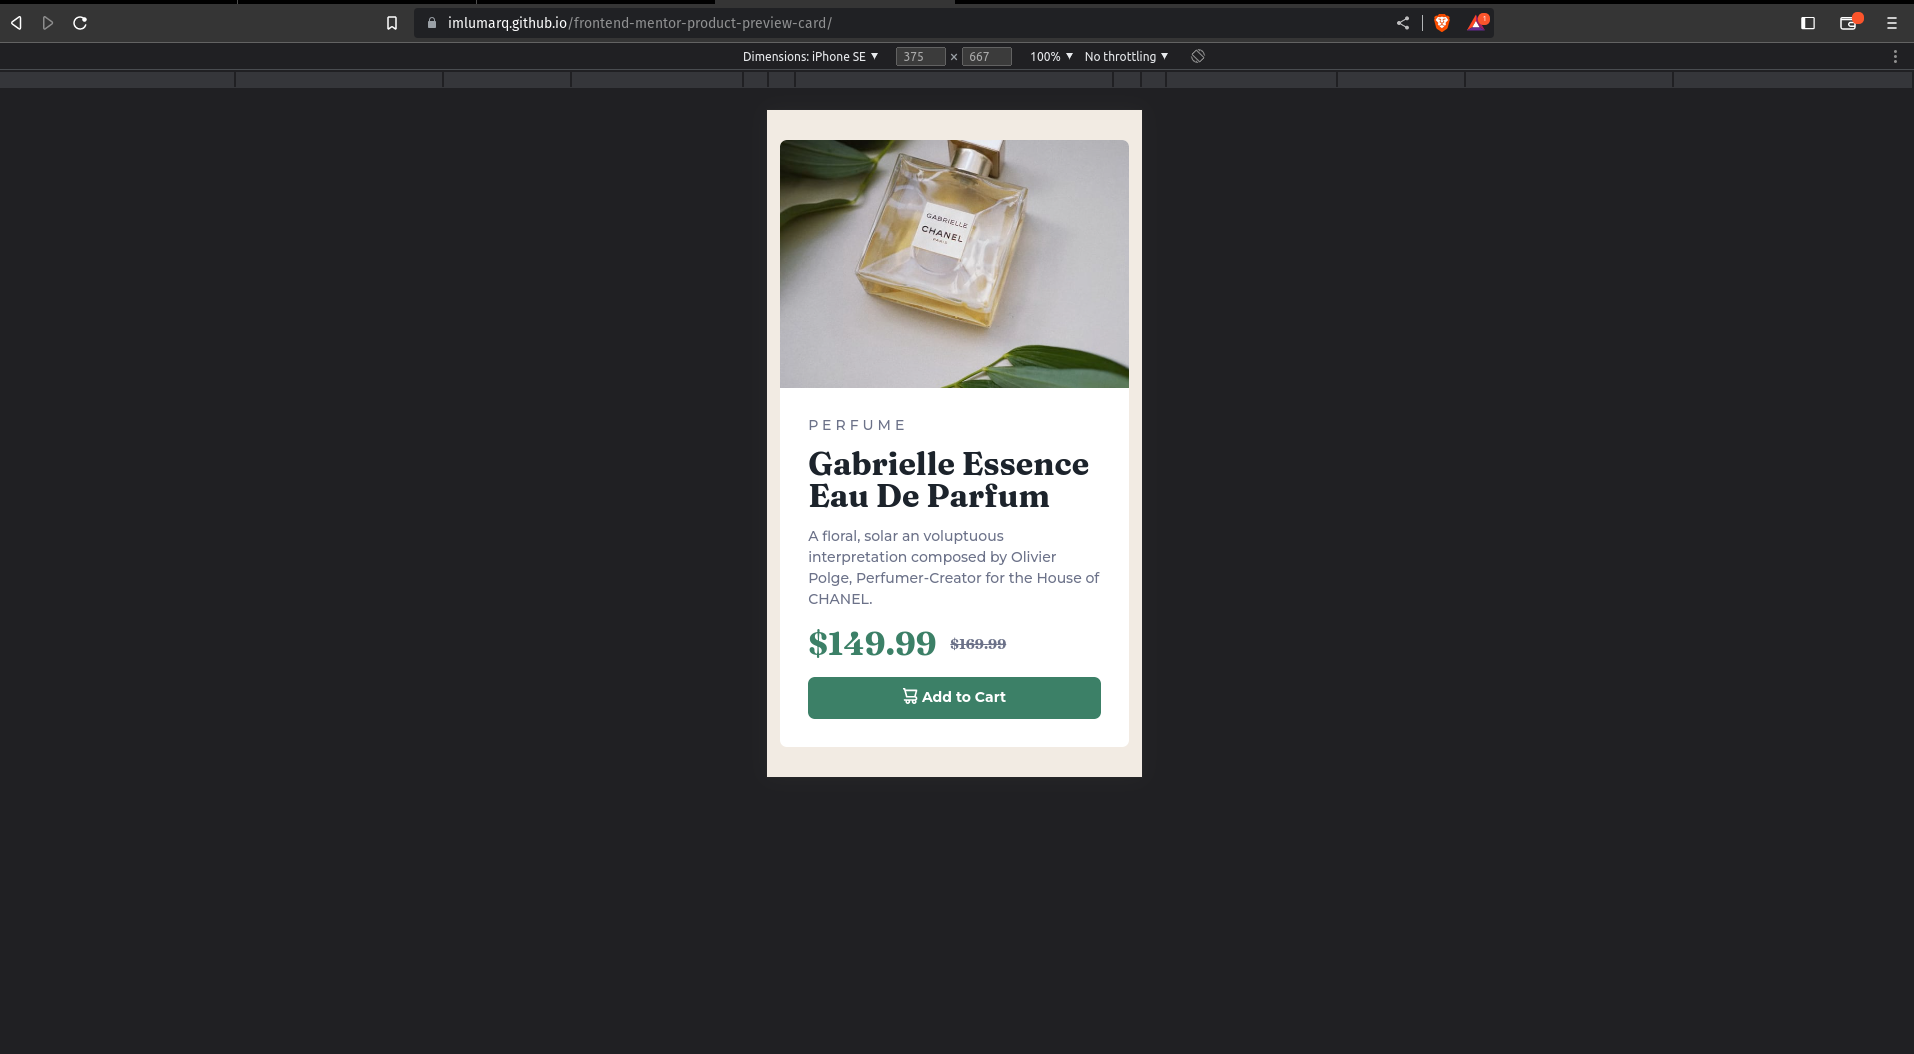 imlumarq.github.io/frontend-mentor-product-preview-card/
1
Dimensions: iPhone SE ▼ 375 × 667 100% ▼ No throttling ▼
GABRIELLE
CHANEL
PARIS
PERFUME
Gabrielle Essence
Eau De Parfum
A floral, solar an voluptuous
interpretation composed by Olivier
Polge, Perfumer-Creator for the House of
CHANEL.
$149.99 $169.99
Add to Cart